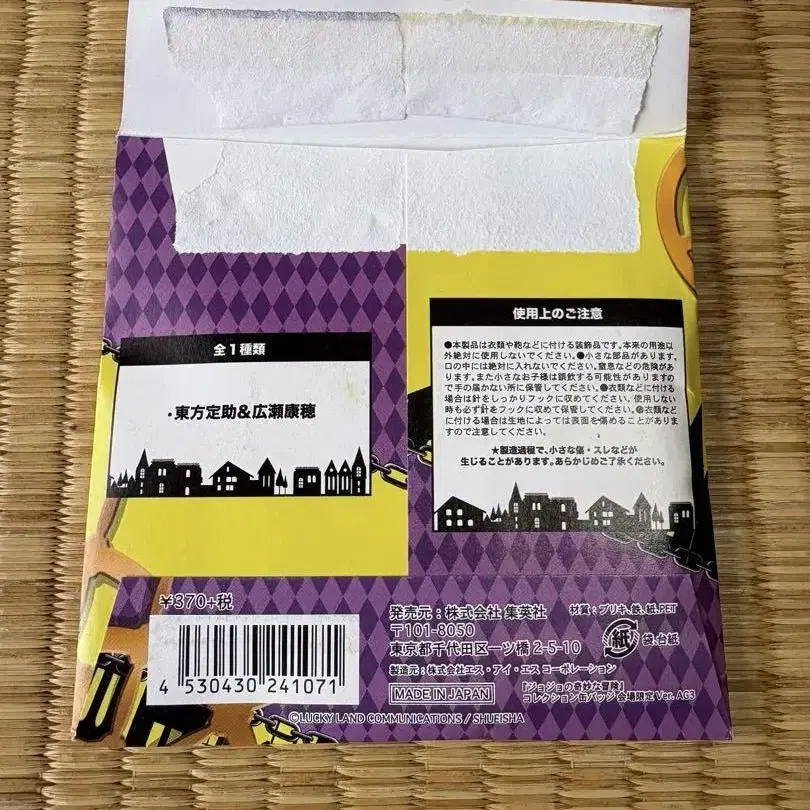 全1種類
・東方定助&広瀬康穂
使用上のご注意
●本製品は衣類や鞄などに付ける装飾品です。本来の用途以
外絶対に使用しないでください。●小さな部品があります。
口の中には絶対に入れないでください。窒息などの危険があ
ります。また小さなお子様は誤飲する可能性がありますの
で手の届かない所に保管してください。●衣類などに付ける
場合は針をしっかりフックに収めてください。使用しない
時も必ず針をフックに収めて保管してください。●衣類など
に付ける場合は生地によっては表面を傷めることがありま
すので注意してください。
★製造過程で、小さな傷・スレなどが
生じることがあります。あらかじめご了承ください。
¥370+税
4 530430 241071
発売元:株式会社 集英社
〒101-8050
東京都千代田区一ツ橋2-5-10
製造元:株式会社エス・アイ・エス コーポレーション
MADE IN JAPAN
材質:ブリキ、鉄、紙、PET
紙 袋、台紙
『ジョジョの奇妙な冒険』
コレクション缶バッジ 会場限定Ver. AG3
©LUCKY LAND COMMUNICATIONS / SHUEISHA